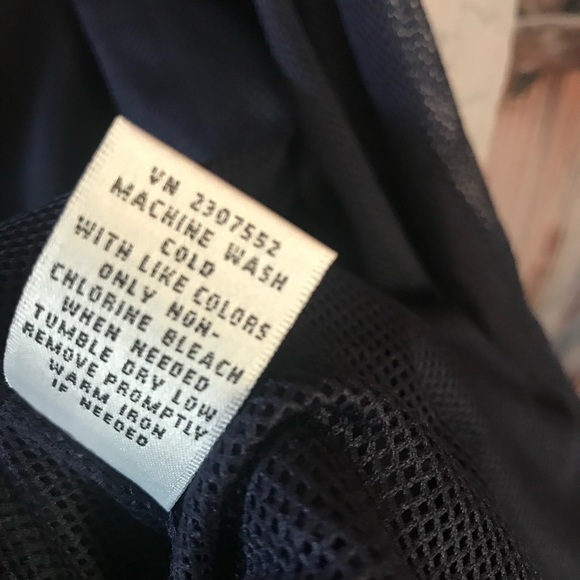 VN 2307552
MACHINE WASH
COLD
WITH LIKE COLORS
ONLY NON-
CHLORINE BLEACH
WHEN NEEDED
TUMBLE DRY LOW
REMOVE PROMPTLY
WARM IRON
IF NEEDED